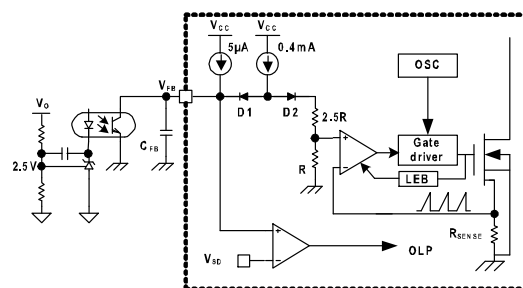 Vcc
Vcc
5μA
0.4mA
OSC
VFB
D1
D2
2.5R
Vo
CFB
R
Gate driver
LEB
2.5V
RSENSE
VSD
OLP